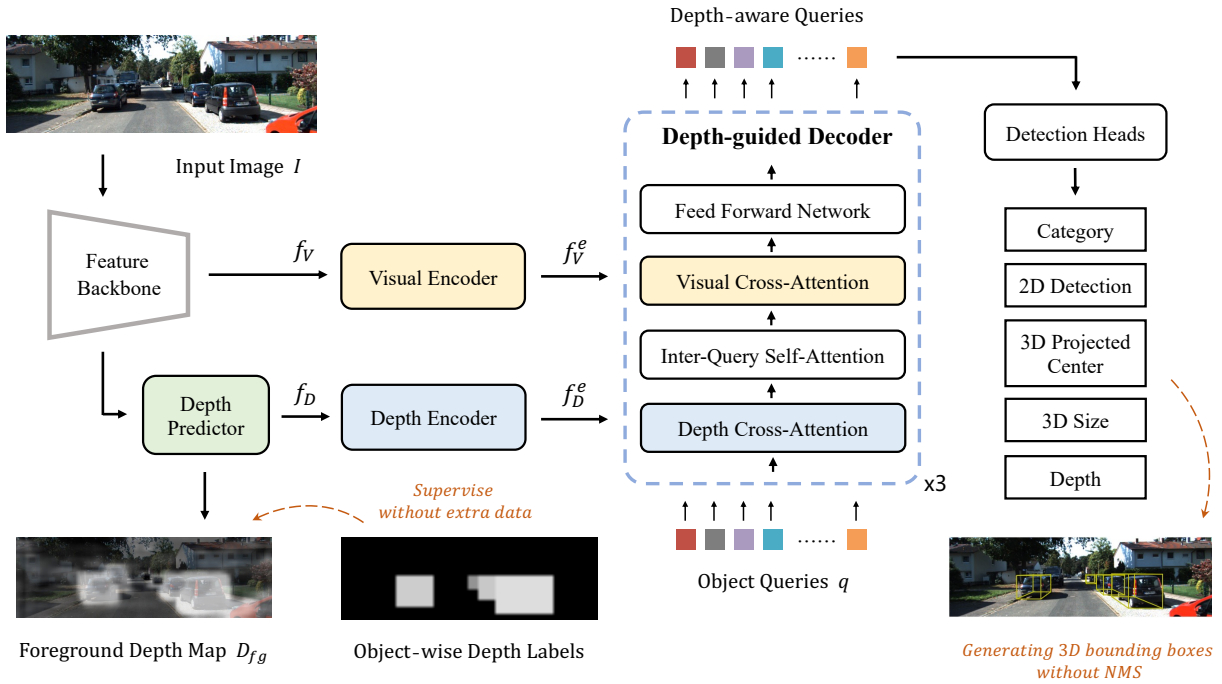 Depth-aware Queries
......
Input Image I
Feature
Backbone
f_V
Visual Encoder
f_V^e
Depth
Predictor
f_D
Depth Encoder
f_D^e
Depth-guided Decoder
Feed Forward Network
Visual Cross-Attention
Inter-Query Self-Attention
Depth Cross-Attention
x3
......
Object Queries q
Detection Heads
Category
2D Detection
3D Projected
Center
3D Size
Depth
Supervise
without extra data
Foreground Depth Map D_{fg}
Object-wise Depth Labels
Generating 3D bounding boxes
without NMS